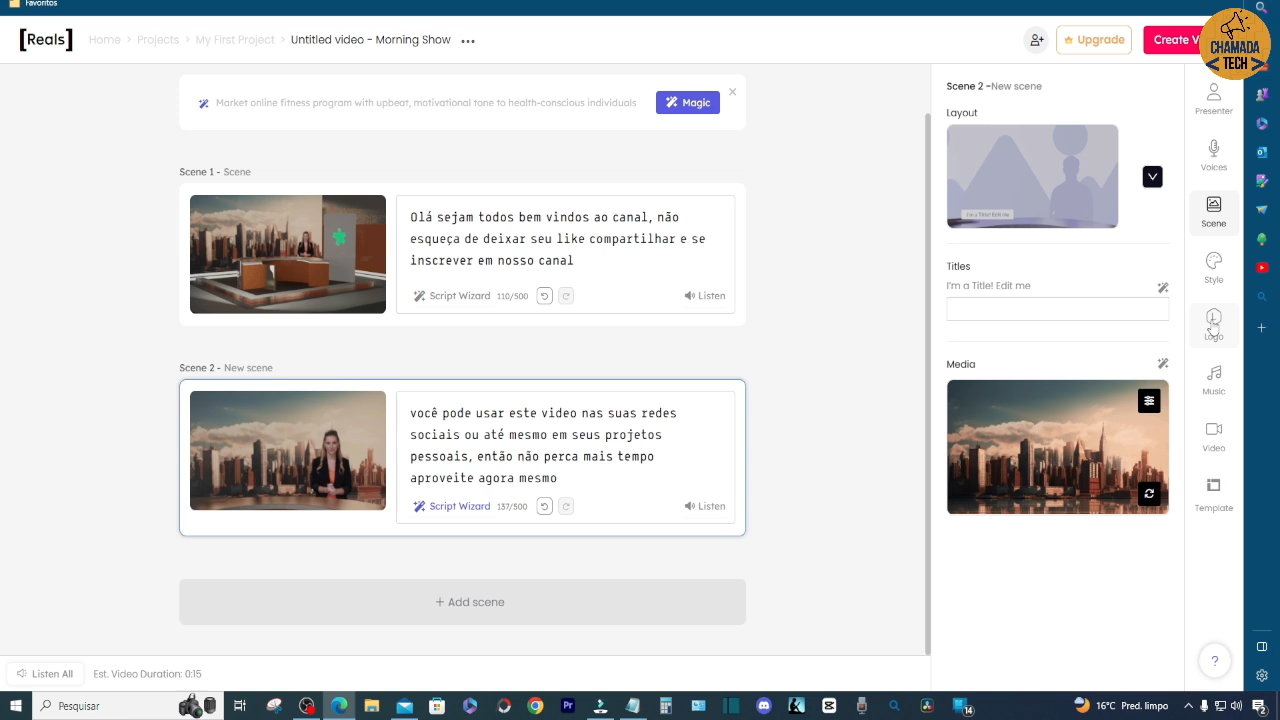 Favoritos
[Reals]
Home > Projects > My First Project > Untitled video - Morning Show •••
Upgrade
Create V
CHAMADA
< TECH >
Market online fitness program with upbeat, motivational tone to health-conscious individuals
Magic
Scene 1 - Scene
Olá sejam todos bem vindos ao canal, não
esqueça de deixar seu like compartilhar e se
inscrever em nosso canal
Script Wizard 110/500
Listen
Scene 2 - New scene
você pode usar este video nas suas redes
sociais ou até mesmo em seus projetos
pessoais, então não perca mais tempo
aproveite agora mesmo
Script Wizard 137/500
Listen
+ Add scene
Listen All
Est. Video Duration: 0:15
Scene 2 -New scene
Layout
I'm a Title! Edit me
Titles
I'm a Title! Edit me
Media
Presenter
Voices
Scene
Style
Logo
Music
Video
Template
?
Pesquisar
14
16°C Pred. limpo
2